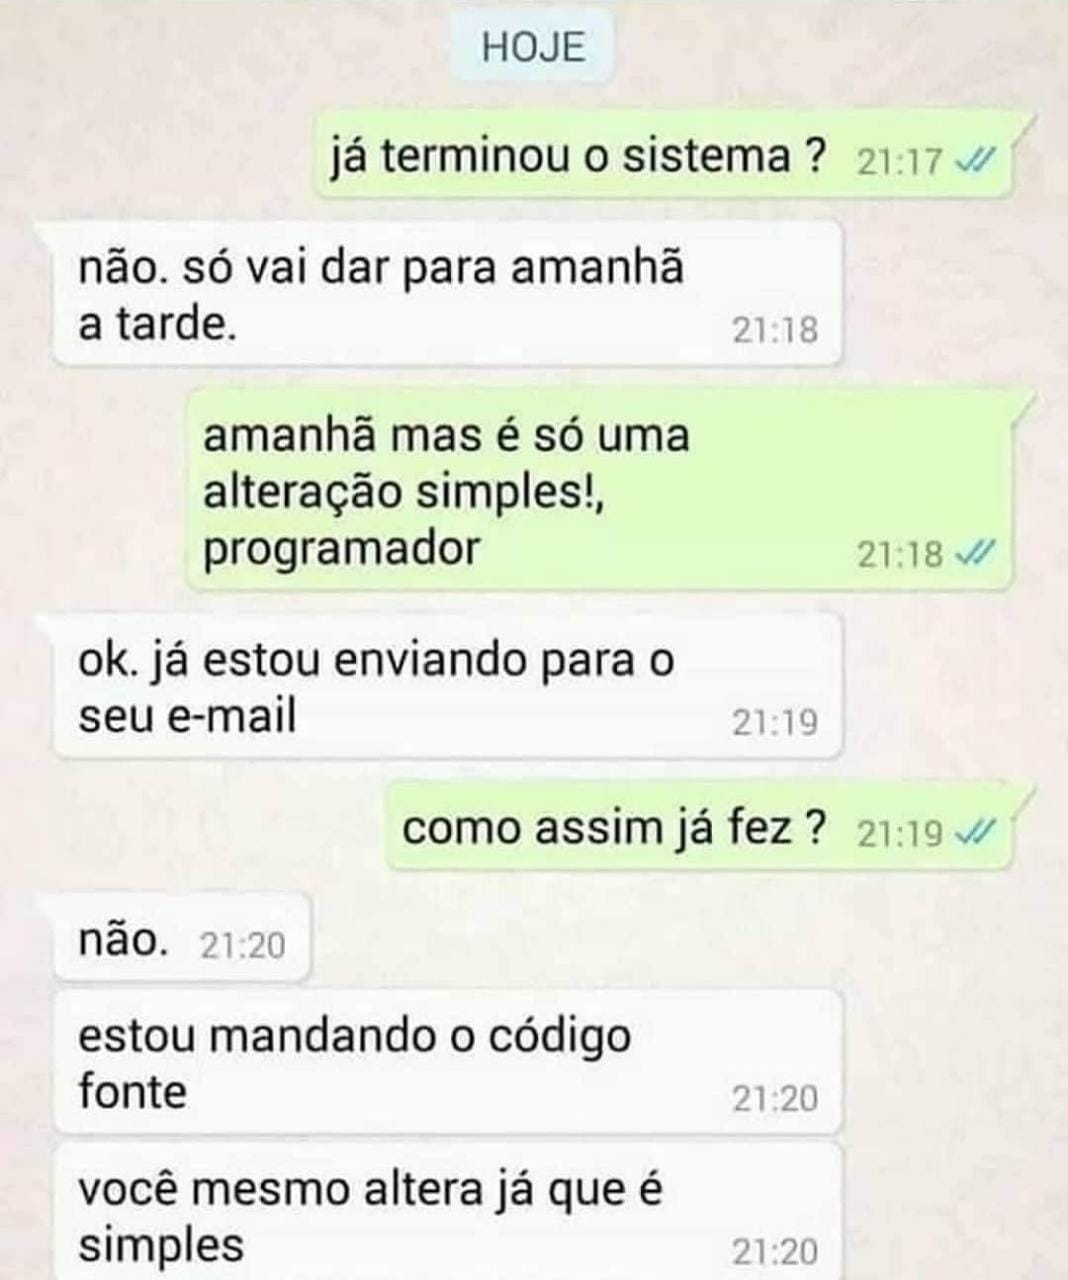 HOJE
já terminou o sistema ? 21:17
não. só vai dar para amanhã
a tarde. 21:18
amanhã mas é só uma
alteração simples!,
programador 21:18
ok. já estou enviando para o
seu e-mail 21:19
como assim já fez ? 21:19
não. 21:20
estou mandando o código
fonte 21:20
você mesmo altera já que é
simples 21:20